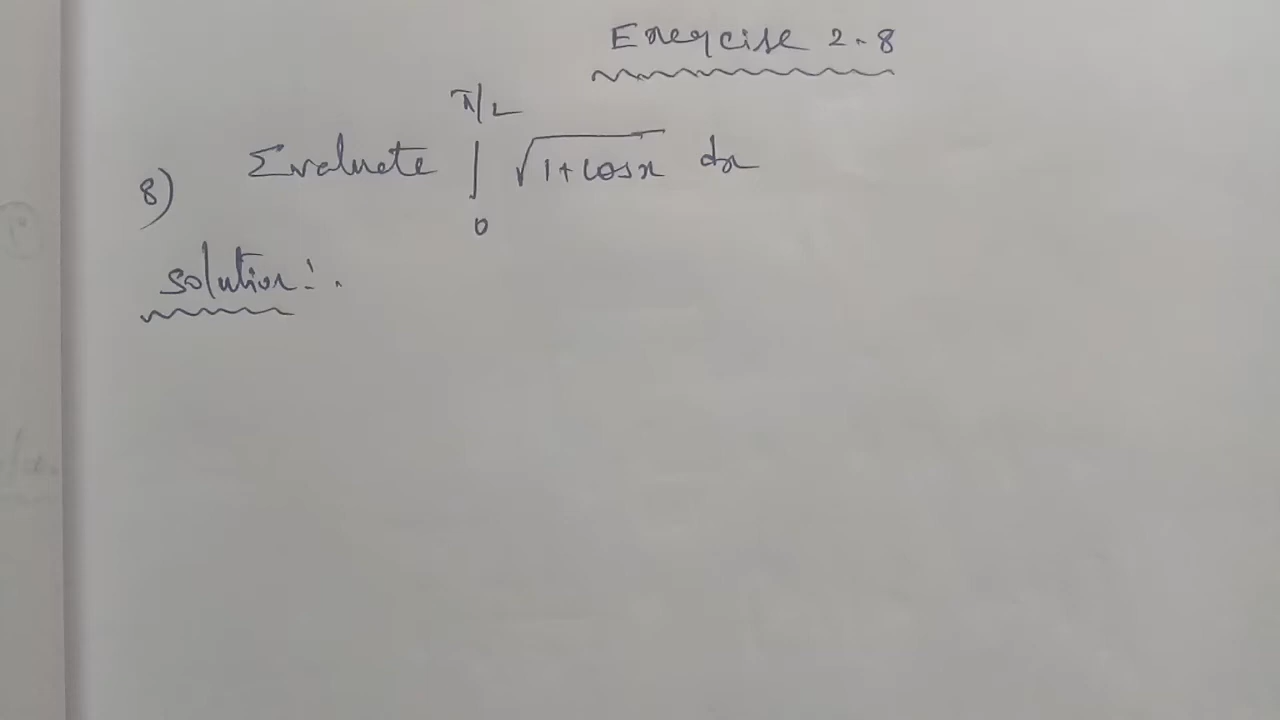 Exercise 2.8
8) Evaluate ∫₀^π/2 √(1+cosx) dx
Solution:.